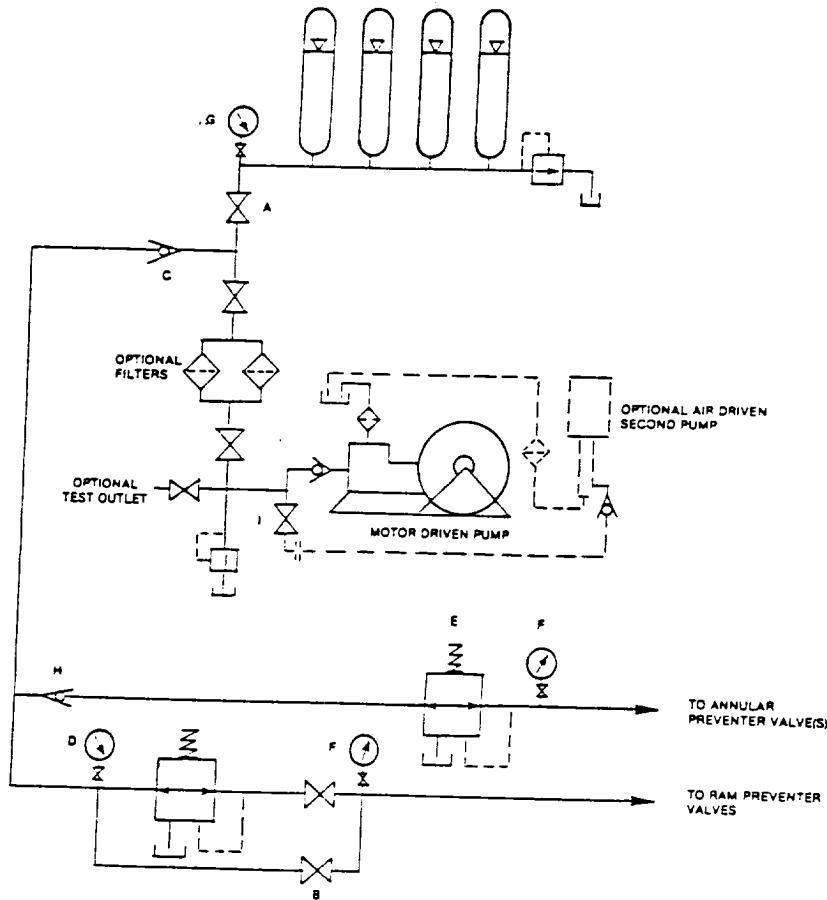 G
A
C
OPTIONAL
FILTERS
OPTIONAL AIR DRIVEN
SECOND PUMP
OPTIONAL
TEST OUTLET
I
MOTOR DRIVEN PUMP
E
F
H
TO ANNULAR
PREVENTER VALVE(S)
D
F
TO RAM PREVENTER
VALVES
B